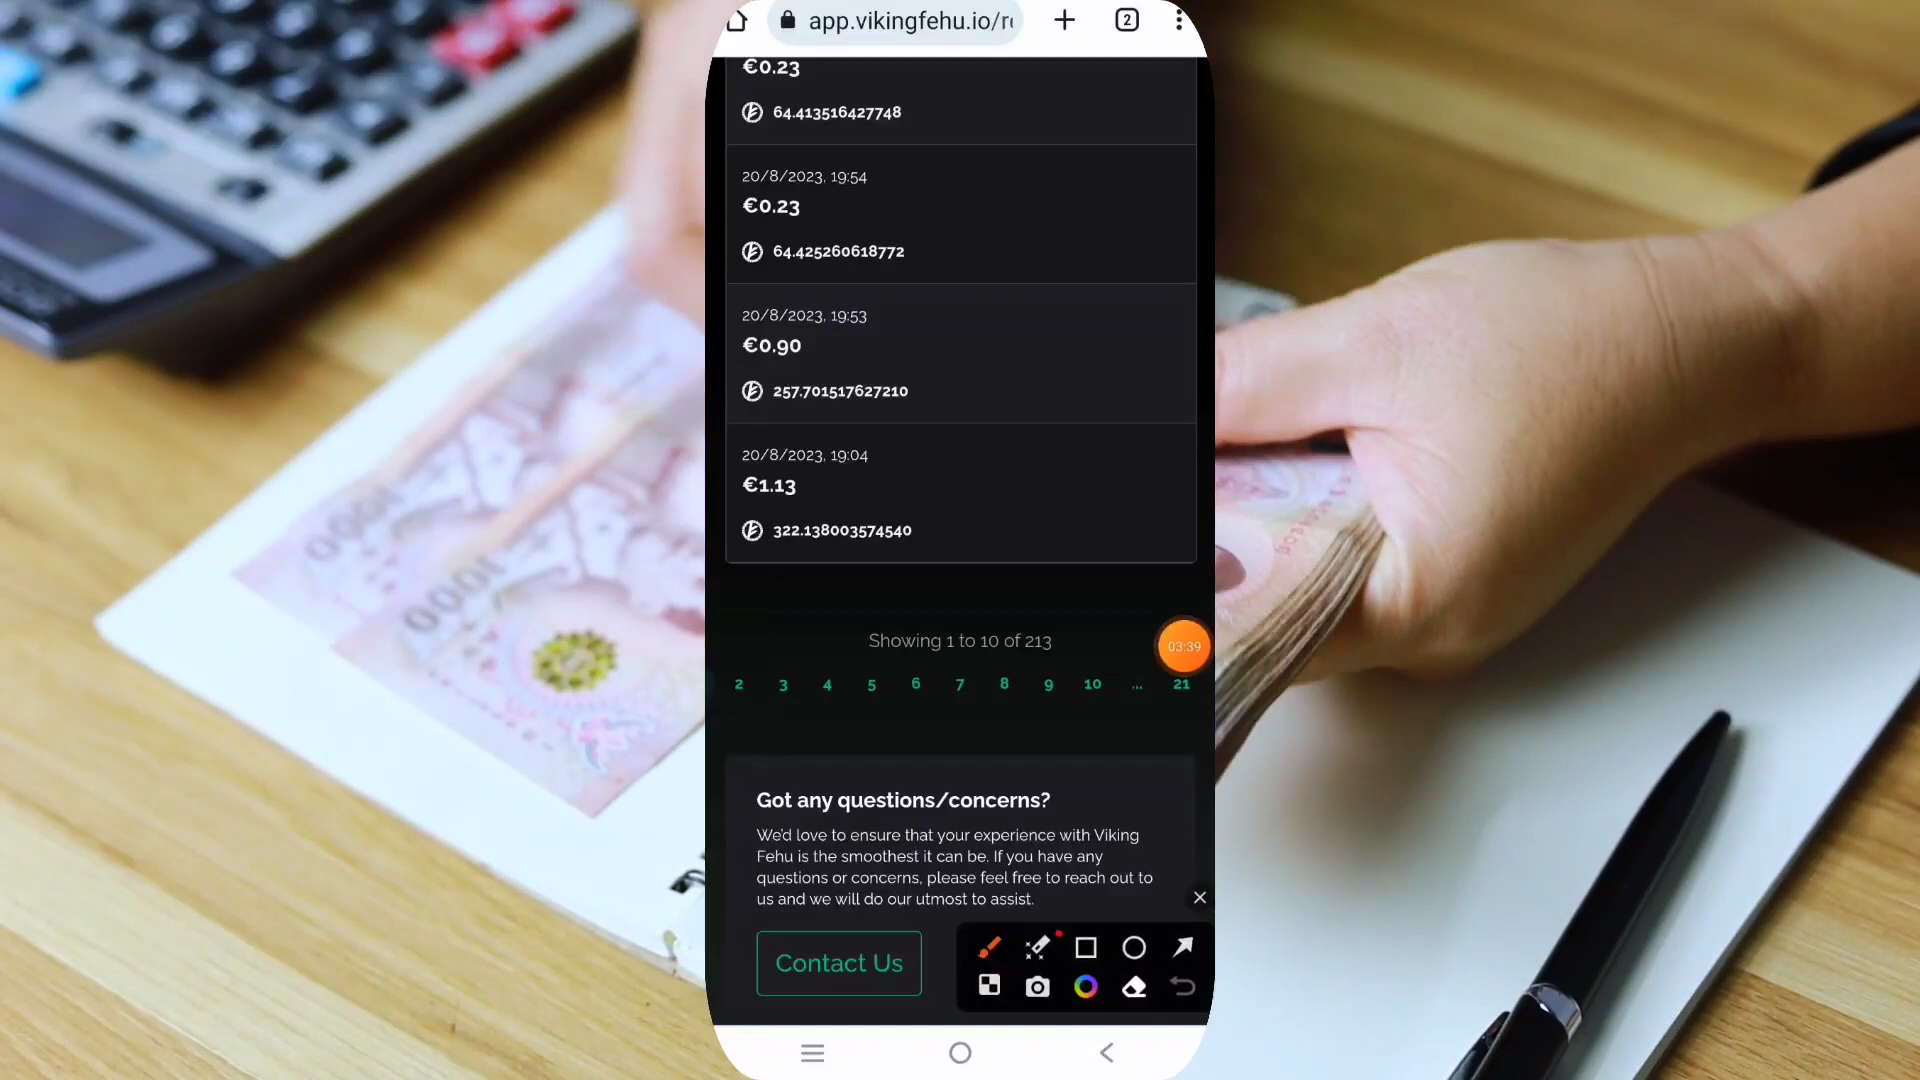 app.vikingfehu.io/r
2
€0.23
64.413516427748
20/8/2023, 19:54
€0.23
64.425260618772
20/8/2023, 19:53
€0.90
257.701517627210
20/8/2023, 19:04
€1.13
322.138003574540
Showing 1 to 10 of 213
03:39
2 3 4 5 6 7 8 9 10 ... 21
Got any questions/concerns?
We'd love to ensure that your experience with Viking
Fehu is the smoothest it can be. If you have any
questions or concerns, please feel free to reach out to
us and we will do our utmost to assist.
Contact Us
1000
1000